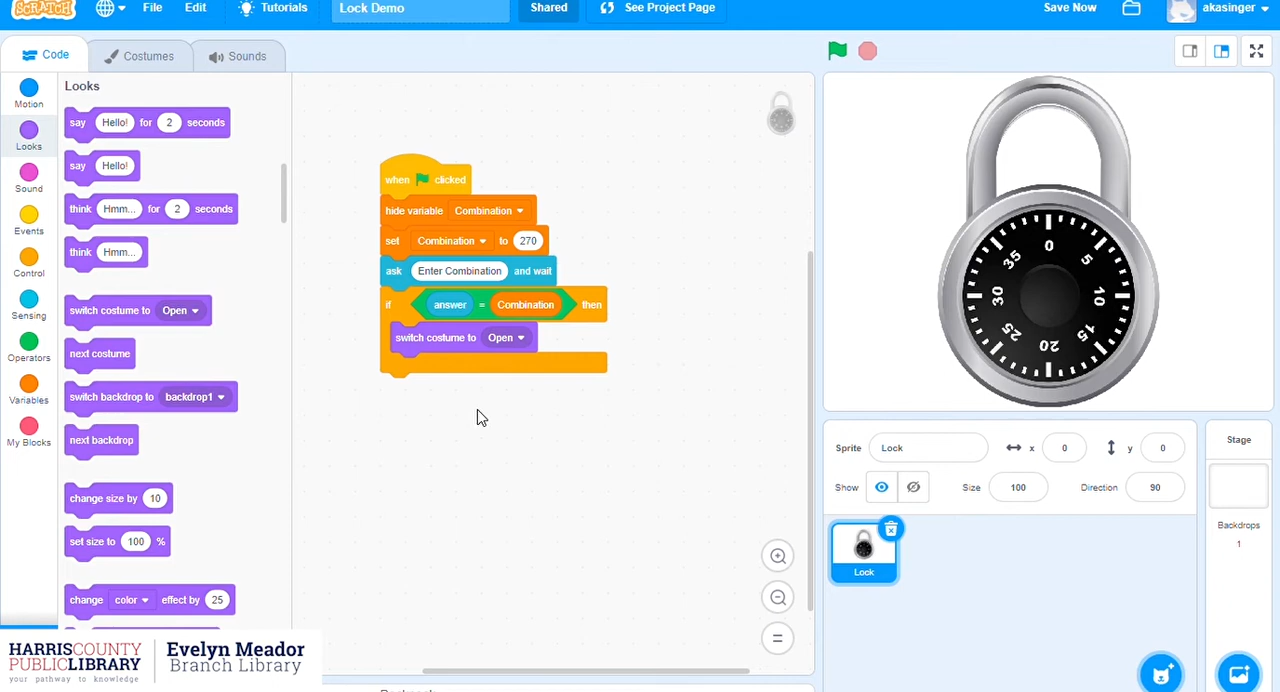 SCRATCH
File
Edit
Tutorials
Lock Demo
Shared
See Project Page
Save Now
akasinger
Code
Costumes
Sounds
Motion
Looks
Sound
Events
Control
Sensing
Operators
Variables
My Blocks
Looks
say Hello! for 2 seconds
say Hello!
think Hmm... for 2 seconds
think Hmm...
switch costume to Open
next costume
switch backdrop to backdrop1
next backdrop
change size by 10
set size to 100 %
change color effect by 25
when clicked
hide variable Combination
set Combination to 270
ask Enter Combination and wait
if answer = Combination then
switch costume to Open
0
5
10
15
20
25
30
35
Sprite Lock x 0 y 0
Show Size 100 Direction 90
Lock
Stage
Backdrops
1
HARRISCOUNTY
PUBLICLIBRARY
your pathway to knowledge
Evelyn Meador
Branch Library